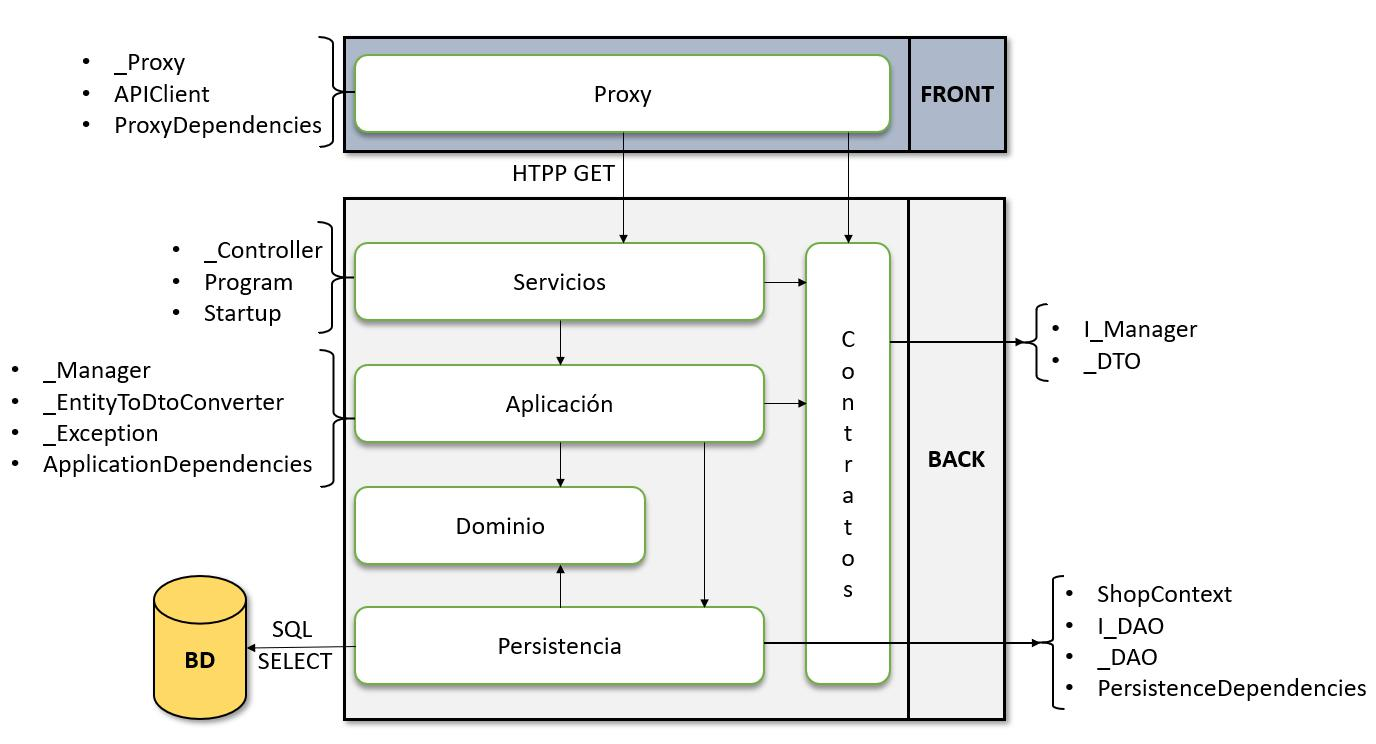 • _Proxy
• APIClient
• ProxyDependencies
Proxy
FRONT
HTPP GET
• _Controller
• Program
• Startup
Servicios
• _Manager
• _EntityToDtoConverter
• _Exception
• ApplicationDependencies
Aplicación
Dominio
Persistencia
C
o
n
t
r
a
t
o
s
BACK
• I_Manager
• _DTO
SQL
SELECT
BD
• ShopContext
• I_DAO
• _DAO
• PersistenceDependencies